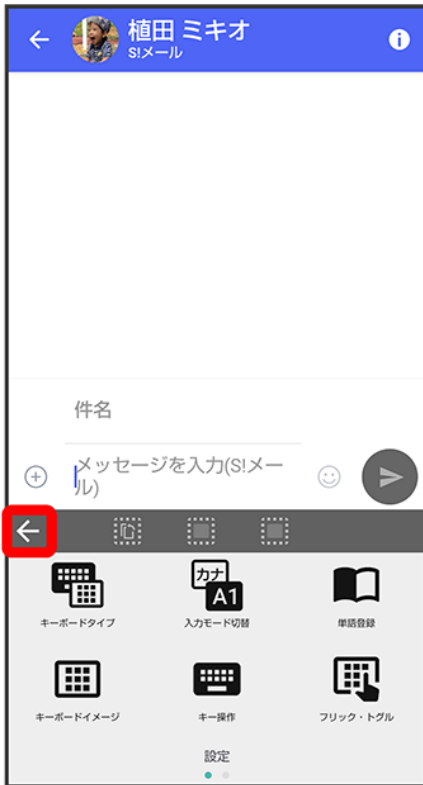 植田 ミキオ
S!メール
件名
メッセージを入力(S!メー
ル)
カナ
A1
キーボードタイプ
入力モード切替
単語登録
キーボードイメージ
キー操作
フリック・トグル
設定